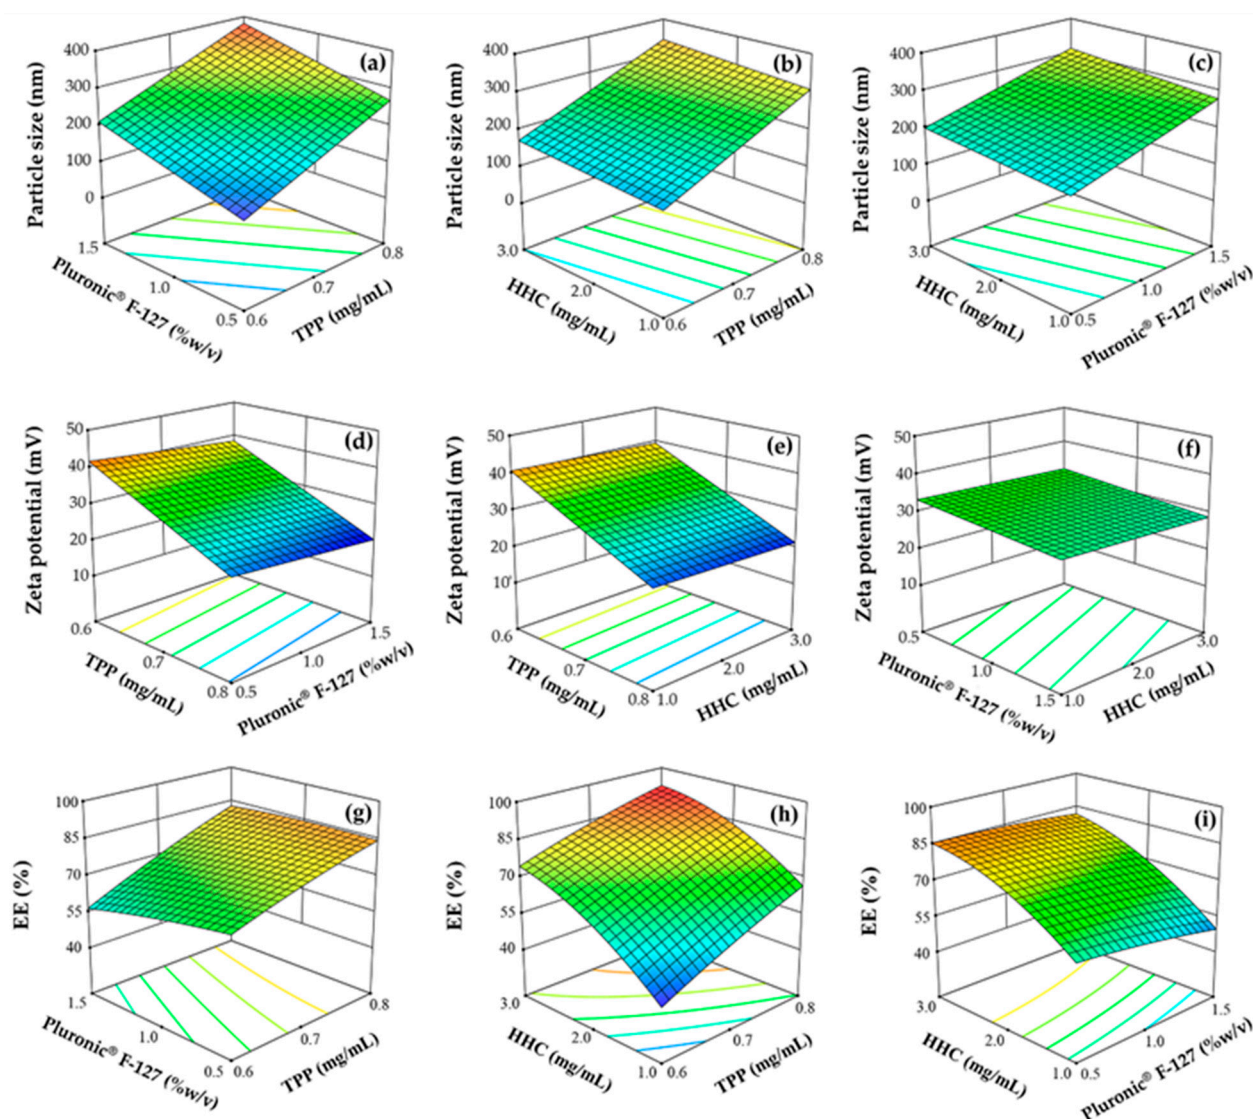 (a)
Particle size (nm)
400
300
200
100
0
1.5
1.0
0.5
Pluronic® F-127 (%w/v)
0.6
0.7
0.8
TPP (mg/mL)
(b)
Particle size (nm)
400
300
200
100
0
3.0
2.0
1.0
HHC (mg/mL)
0.6
0.7
0.8
TPP (mg/mL)
(c)
Particle size (nm)
400
300
200
100
0
3.0
2.0
1.0
HHC (mg/mL)
0.5
1.0
1.5
Pluronic® F-127 (%w/v)
(d)
Zeta potential (mV)
50
40
30
20
10
0.6
0.7
0.8
TPP (mg/mL)
0.5
1.0
1.5
Pluronic® F-127 (%w/v)
(e)
Zeta potential (mV)
50
40
30
20
10
0.6
0.7
0.8
TPP (mg/mL)
1.0
2.0
3.0
HHC (mg/mL)
(f)
Zeta potential (mV)
50
40
30
20
10
0.5
1.0
1.5
Pluronic® F-127 (%w/v)
1.0
2.0
3.0
HHC (mg/mL)
(g)
EE (%)
100
85
70
55
40
1.5
1.0
0.5
Pluronic® F-127 (%w/v)
0.6
0.7
0.8
TPP (mg/mL)
(h)
EE (%)
100
85
70
55
40
3.0
2.0
1.0
HHC (mg/mL)
0.6
0.7
0.8
TPP (mg/mL)
(i)
EE (%)
100
85
70
55
40
3.0
2.0
1.0
HHC (mg/mL)
0.5
1.0
1.5
Pluronic® F-127 (%w/v)